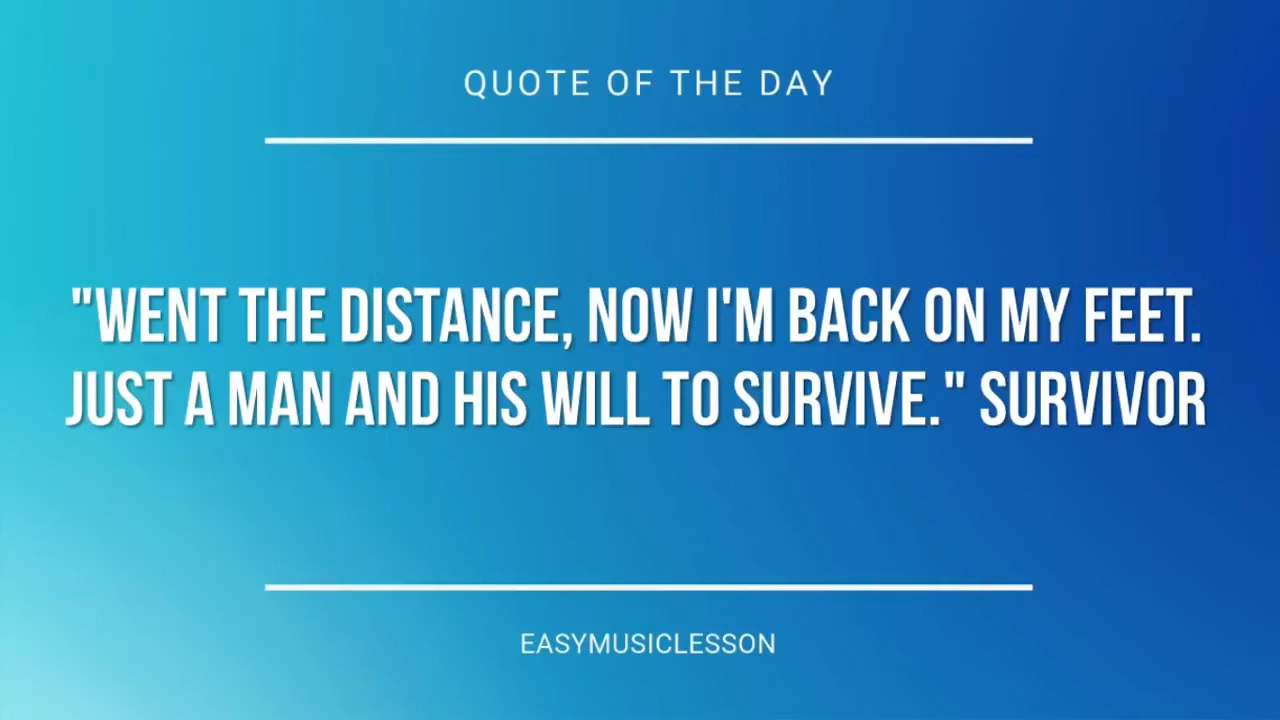 QUOTE OF THE DAY
"WENT THE DISTANCE, NOW I'M BACK ON MY FEET.
JUST A MAN AND HIS WILL TO SURVIVE." SURVIVOR
EASYMUSICLESSON